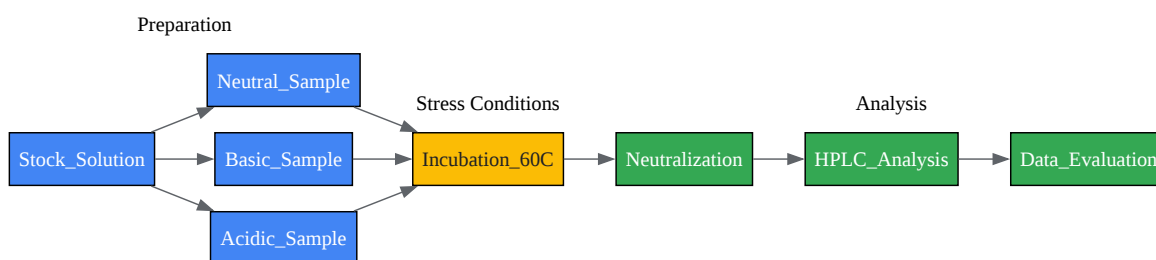 Preparation
Neutral_Sample
Stress Conditions
Analysis
Stock_Solution
Basic_Sample
Incubation_60C
Neutralization
HPLC_Analysis
Data_Evaluation
Acidic_Sample